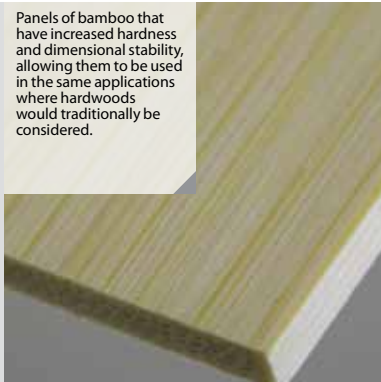 Panels of bamboo that
have increased hardness
and dimensional stability,
allowing them to be used
in the same applications
where hardwoods
would traditionally be
considered.